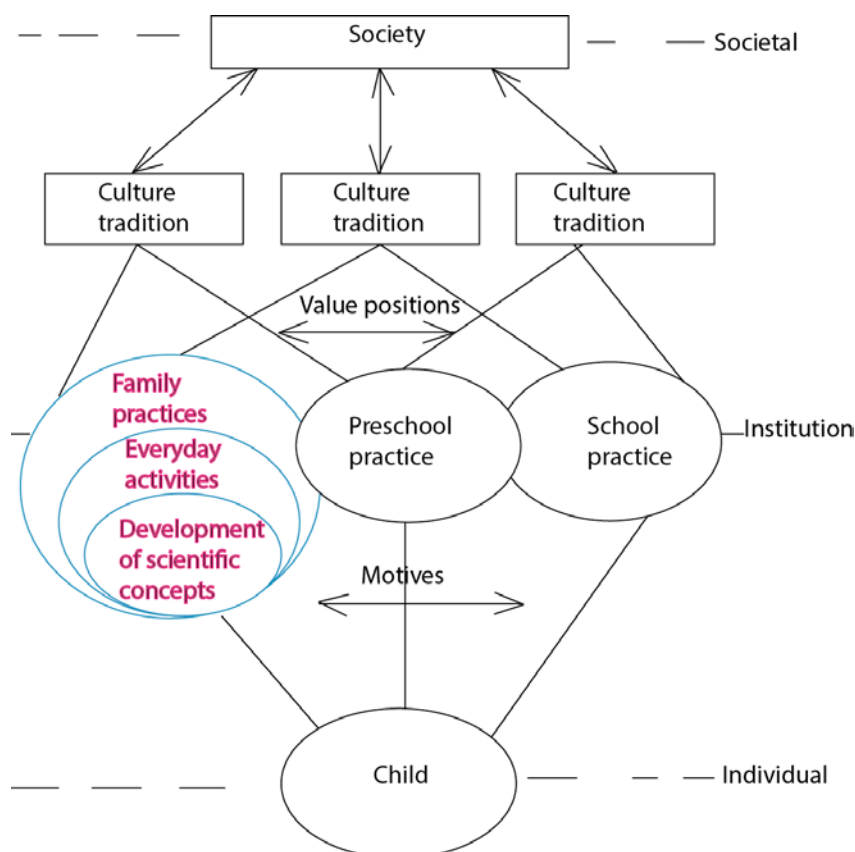 Society
Societal
Culture
tradition
Culture
tradition
Culture
tradition
Value positions
Family
practices
Everyday
activities
Development
of scientific
concepts
Preschool
practice
School
practice
Institution
Motives
Child
Individual